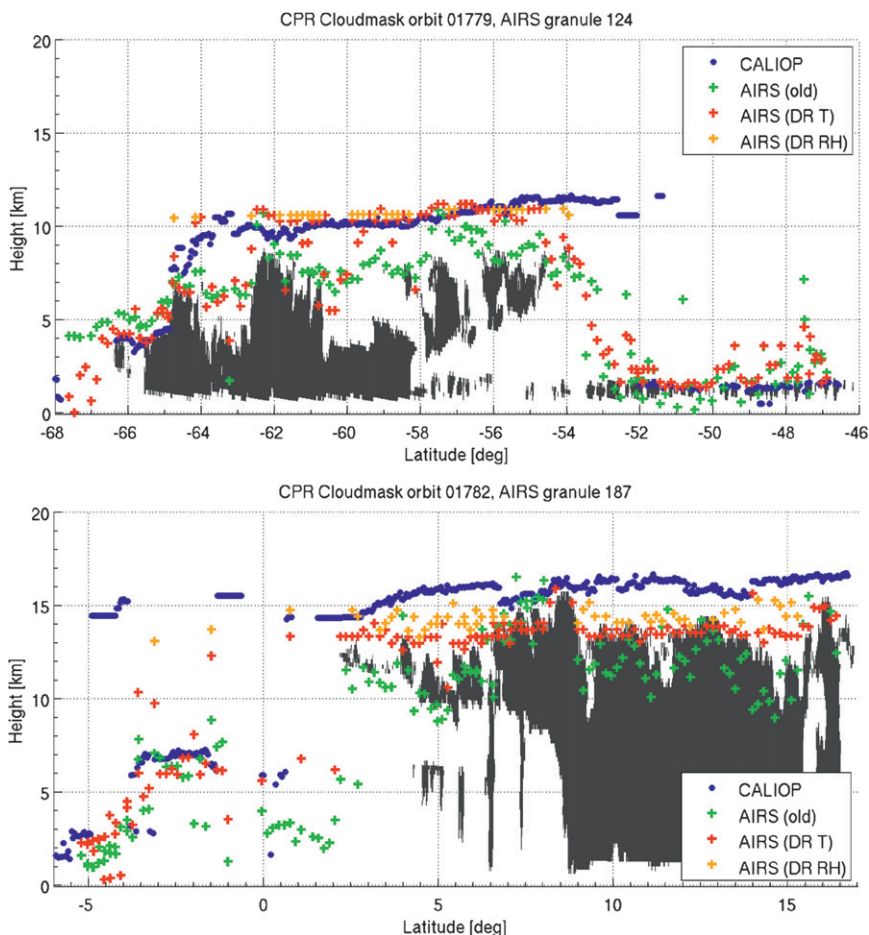 CPR Cloudmask orbit 01779, AIRS granule 124
20
15
10
5
0
Height [km]
CALIOP
AIRS (old)
AIRS (DR T)
AIRS (DR RH)
-68 -66 -64 -62 -60 -58 -56 -54 -52 -50 -48 -46
Latitude [deg]
CPR Cloudmask orbit 01782, AIRS granule 187
20
15
10
5
0
Height [km]
CALIOP
AIRS (old)
AIRS (DR T)
AIRS (DR RH)
-5 0 5 10 15
Latitude [deg]